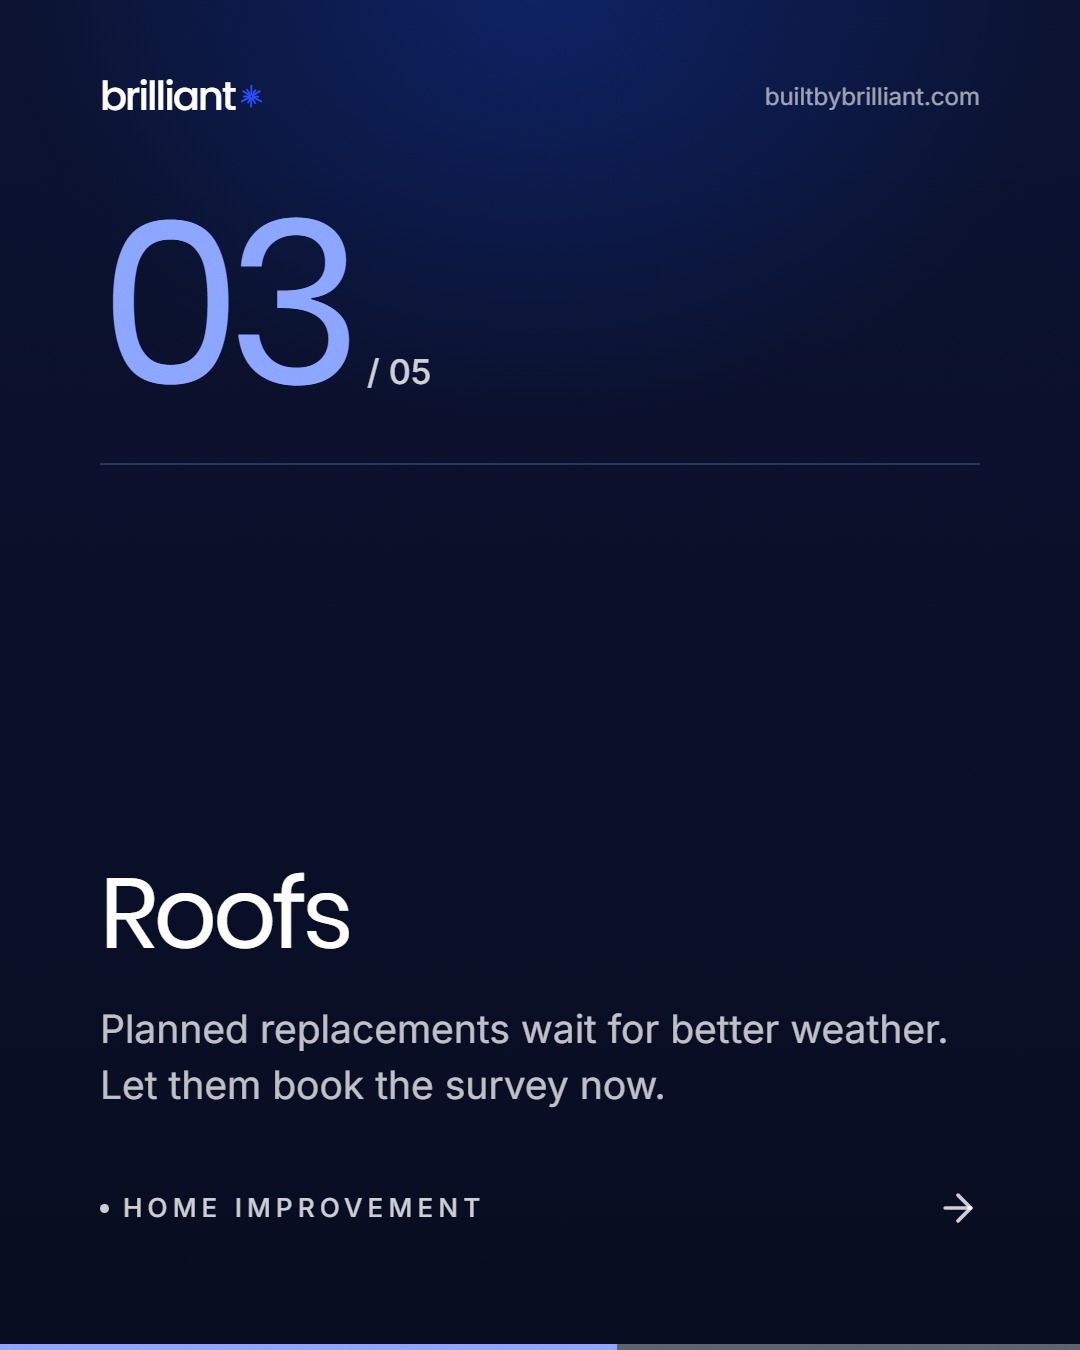 brilliant
builtbybrilliant.com
03 / 05
Roofs
Planned replacements wait for better weather.
Let them book the survey now.
• HOME IMPROVEMENT